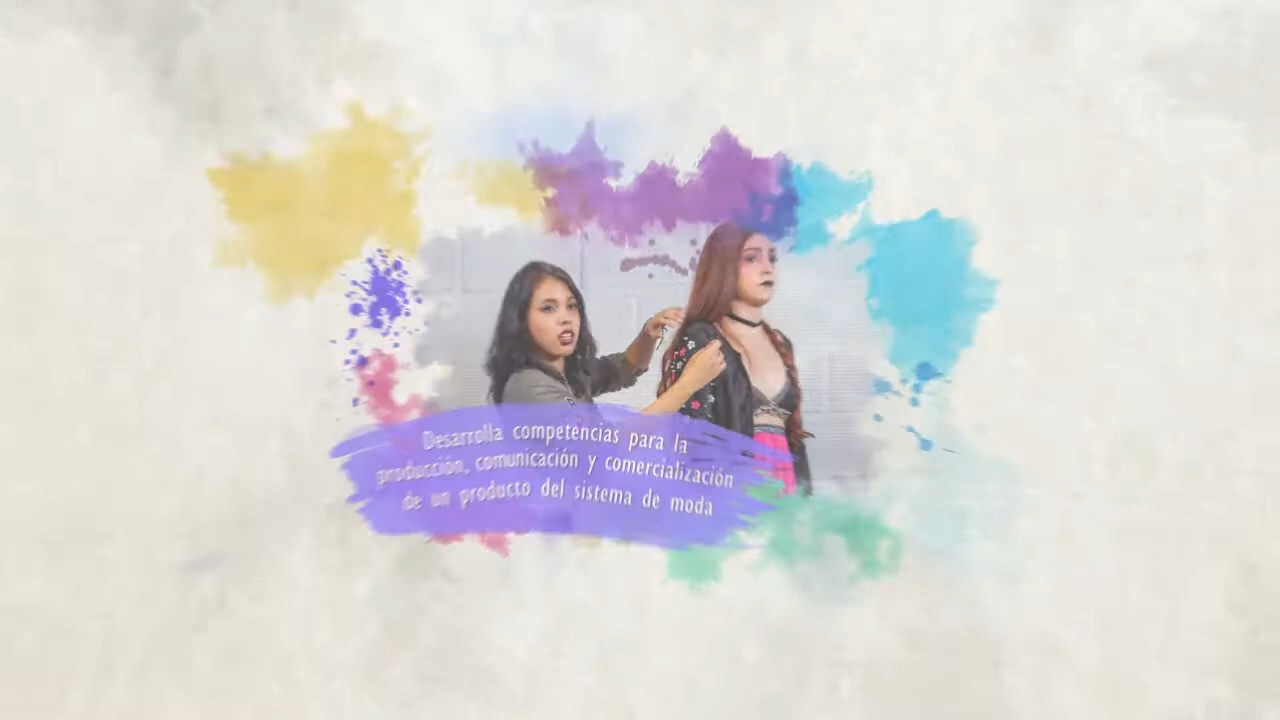 Desarrolla competencias para la
producción, comunicación y comercialización
de un producto del sistema de moda